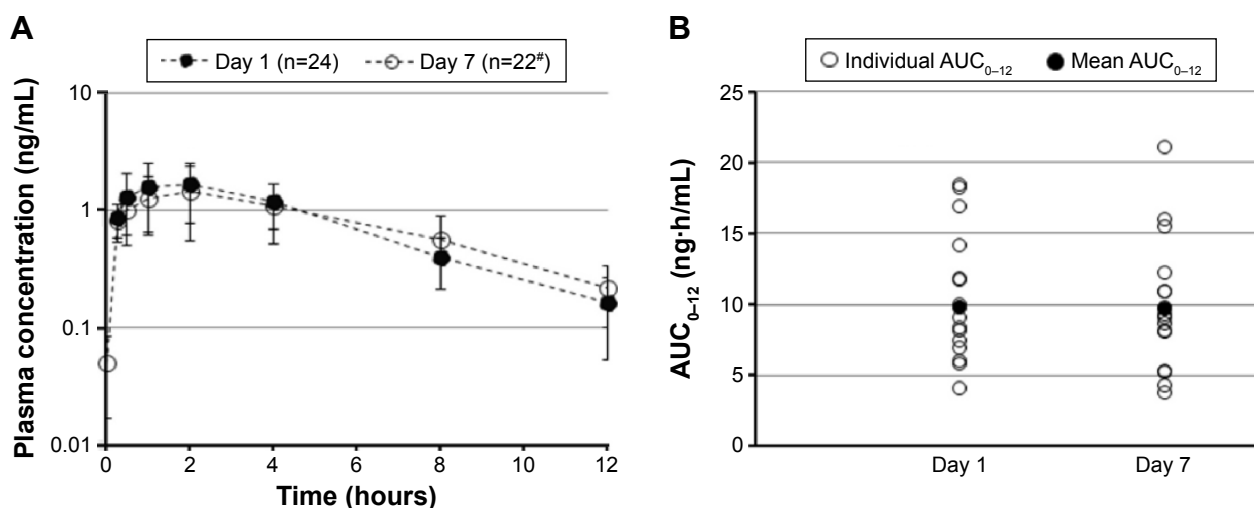 A
Day 1 (n=24) Day 7 (n=22#)
Plasma concentration (ng/mL)
10
1
0.1
0.01
0 2 4 6 8 10 12
Time (hours)
B
Individual AUC0–12 Mean AUC0–12
AUC0–12 (ng·h/mL)
25
20
15
10
5
0
Day 1 Day 7